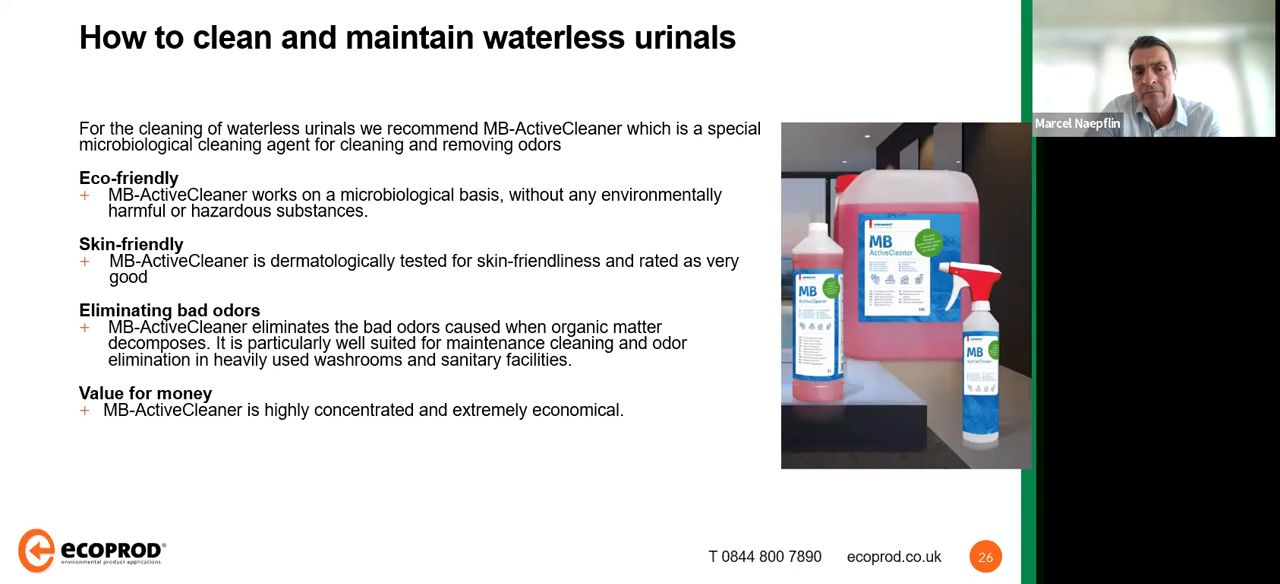 How to clean and maintain waterless urinals
Marcel Naepflin
For the cleaning of waterless urinals we recommend MB-ActiveCleaner which is a special
microbiological cleaning agent for cleaning and removing odors
Eco-friendly
+ MB-ActiveCleaner works on a microbiological basis, without any environmentally
harmful or hazardous substances.
Skin-friendly
+ MB-ActiveCleaner is dermatologically tested for skin-friendliness and rated as very
good
Eliminating bad odors
+ MB-ActiveCleaner eliminates the bad odors caused when organic matter
decomposes. It is particularly well suited for maintenance cleaning and odor
elimination in heavily used washrooms and sanitary facilities.
Value for money
+ MB-ActiveCleaner is highly concentrated and extremely economical.
MB
ActiveCleaner
MB
ActiveCleaner
MB
ActiveCleaner
ecoprod®
environmental product applications
T 0844 800 7890
ecoprod.co.uk
26